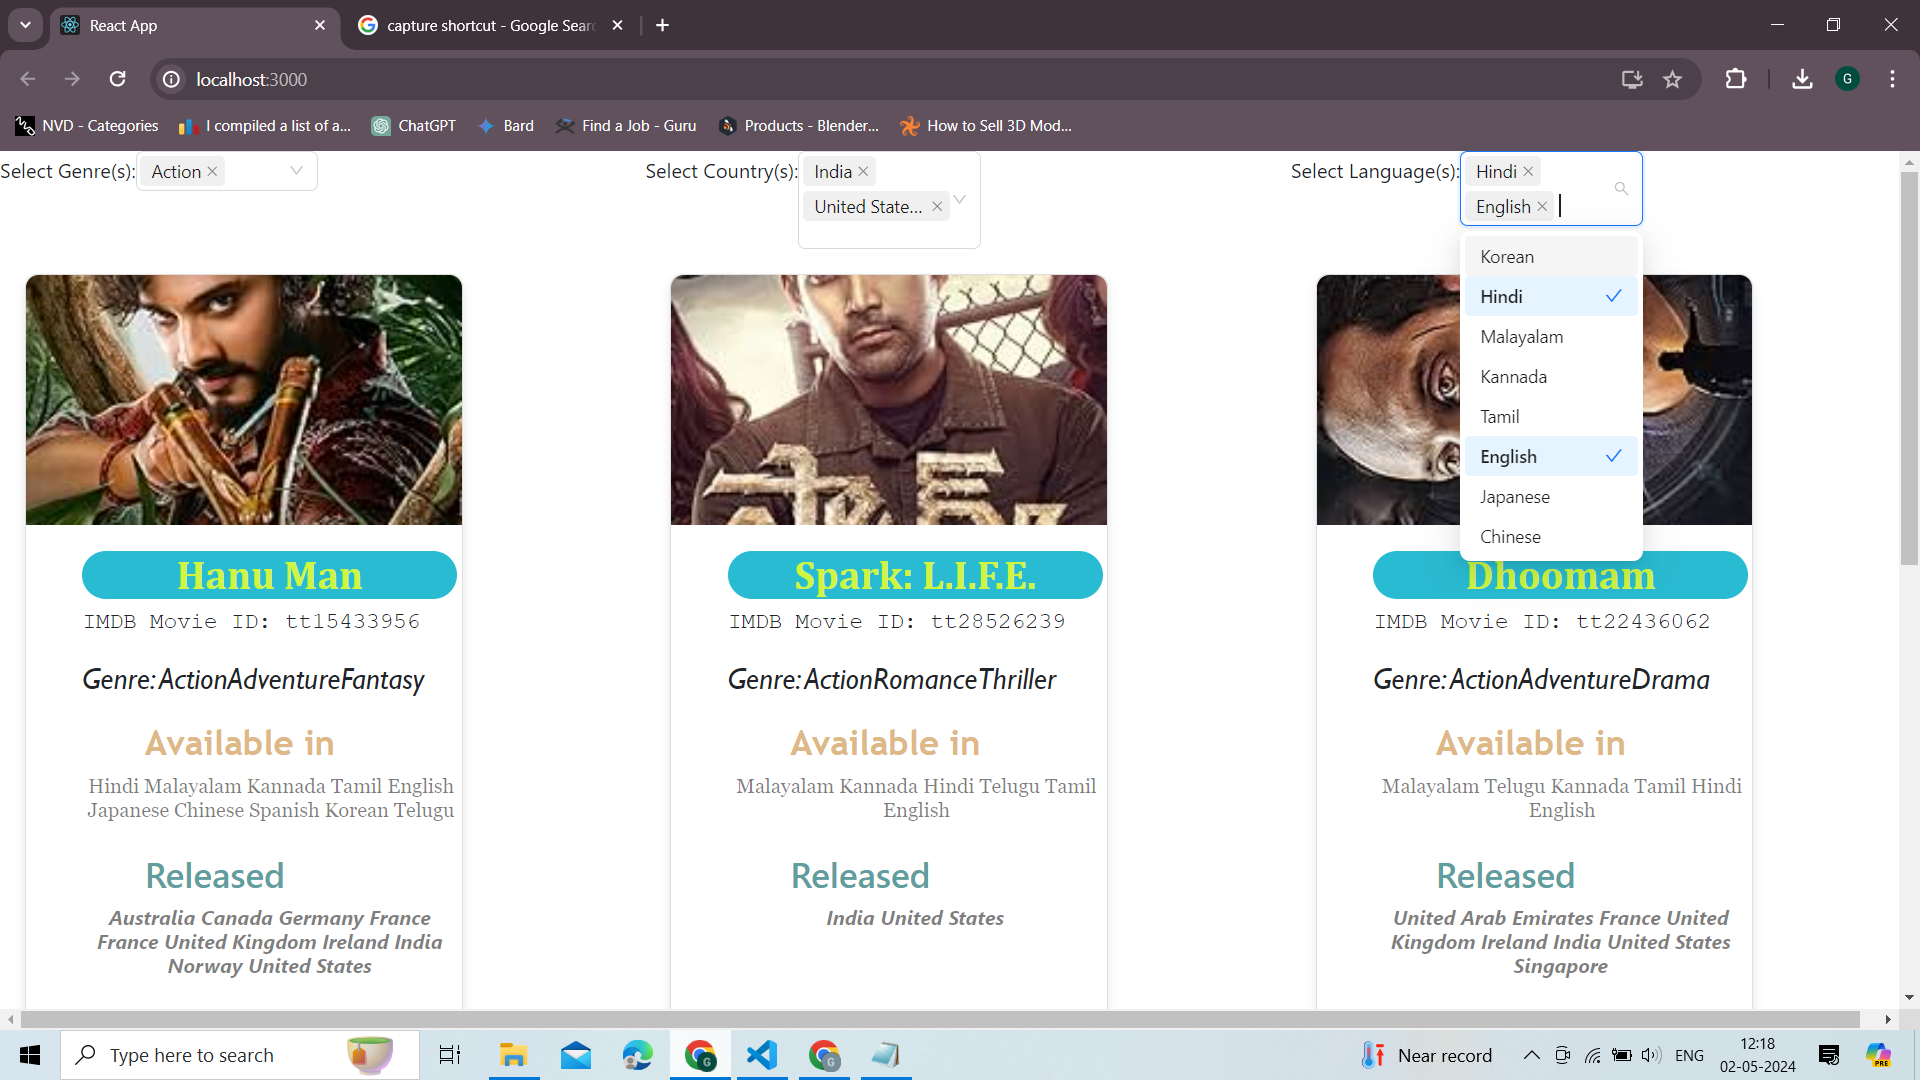 React App
capture shortcut - Google Sear
localhost:3000
G
NVD - Categories
I compiled a list of a...
ChatGPT
Bard
Find a Job - Guru
Products - Blender...
How to Sell 3D Mod...
Select Genre(s):
Action
Select Country(s):
India
United State...
Select Language(s):
Hindi
English
Korean
Hindi
Malayalam
Kannada
Tamil
English
Japanese
Chinese
స్పార్క్
Hanu Man
IMDB Movie ID: tt15433956
Genre:ActionAdventureFantasy
Available in
Hindi Malayalam Kannada Tamil English
Japanese Chinese Spanish Korean Telugu
Released
Australia Canada Germany France
France United Kingdom Ireland India
Norway United States
Spark: L.I.F.E.
IMDB Movie ID: tt28526239
Genre:ActionRomanceThriller
Available in
Malayalam Kannada Hindi Telugu Tamil
English
Released
India United States
Dhoomam
IMDB Movie ID: tt22436062
Genre:ActionAdventureDrama
Available in
Malayalam Telugu Kannada Tamil Hindi
English
Released
United Arab Emirates France United
Kingdom Ireland India United States
Singapore
Type here to search
Near record
ENG
12:18
02-05-2024
PRE